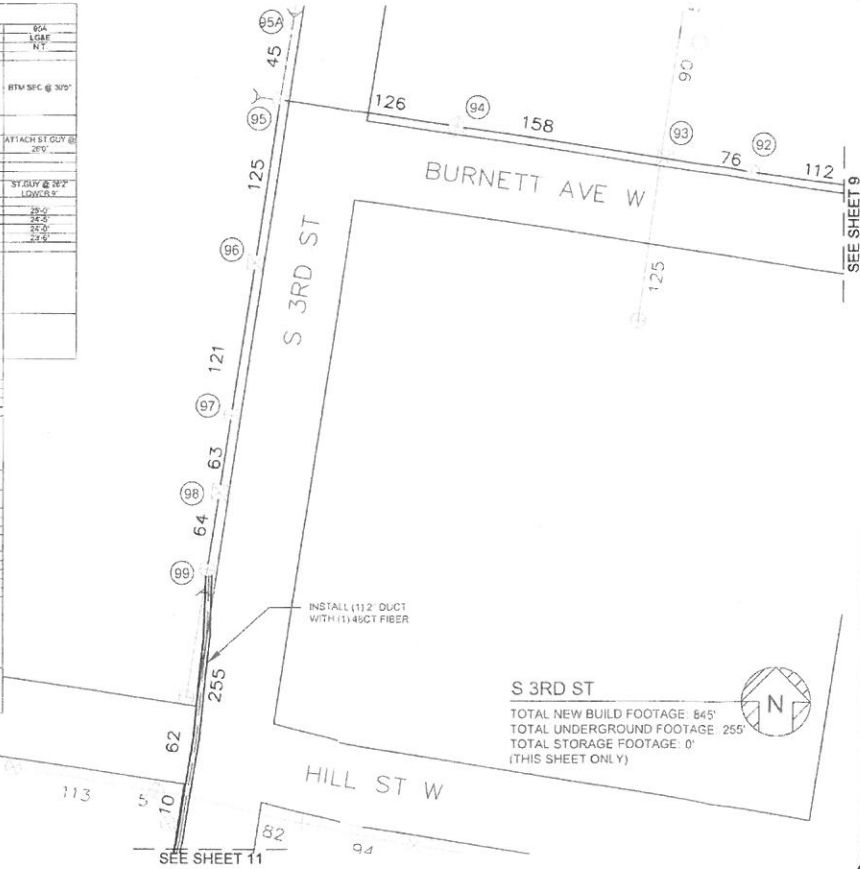 95A
LG&E
NT
BTM SEC @ 30'5"
ATTACH ST GUY @
26'0"
ST.GUY @ 26'2"
LOWER 9"
25'-0"
24'-5"
24'-0"
23'-6"
95A
45
95
126
94
158
93
76
92
112
90
SEE SHEET 9
BURNETT AVE W
125
125
S 3RD ST
96
121
97
63
98
64
99
INSTALL (1) 2" DUCT
WITH (1) 48CT FIBER
255
62
S 3RD ST
TOTAL NEW BUILD FOOTAGE: 845'
TOTAL UNDERGROUND FOOTAGE: 255'
TOTAL STORAGE FOOTAGE: 0'
(THIS SHEET ONLY)
N
HILL ST W
113
5
10
82
94
SEE SHEET 11